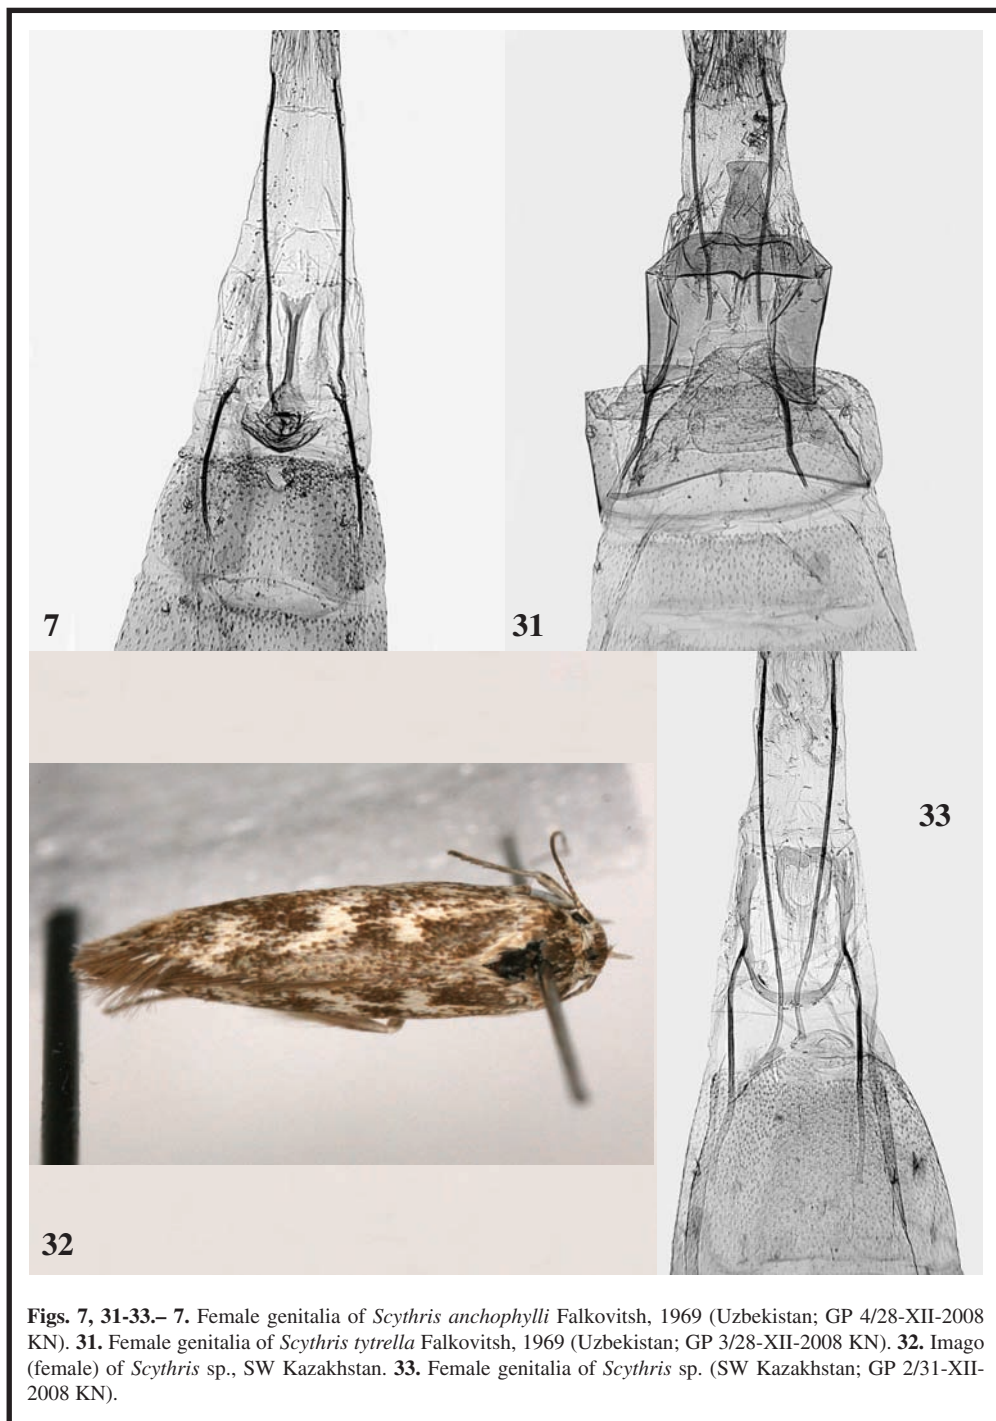 7
31
33
32
Figs. 7, 31-33.– 7. Female genitalia of Scythris anchophylli Falkovitsh, 1969 (Uzbekistan; GP 4/28-XII-2008
KN). 31. Female genitalia of Scythris tytrella Falkovitsh, 1969 (Uzbekistan; GP 3/28-XII-2008 KN). 32. Imago
(female) of Scythris sp., SW Kazakhstan. 33. Female genitalia of Scythris sp. (SW Kazakhstan; GP 2/31-XII-
2008 KN).